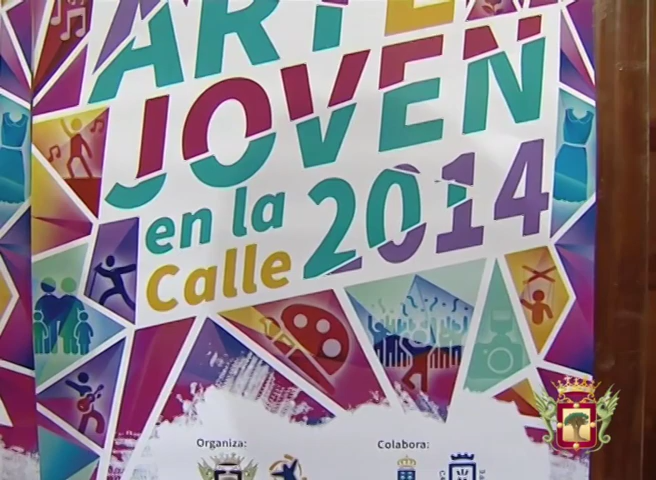 ARTE
JOVEN
en la
Calle 2014
Organiza:
Colabora: